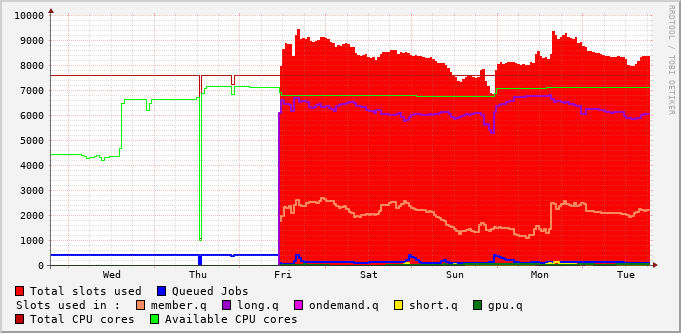 10000
9000
8000
7000
6000
5000
4000
3000
2000
1000
0
Wed Thu Fri Sat Sun Mon Tue
Total slots used Queued Jobs
Slots used in : member.q long.q ondemand.q short.q gpu.q
Total CPU cores Available CPU cores
RRDTOOL / TOBI OETIKER